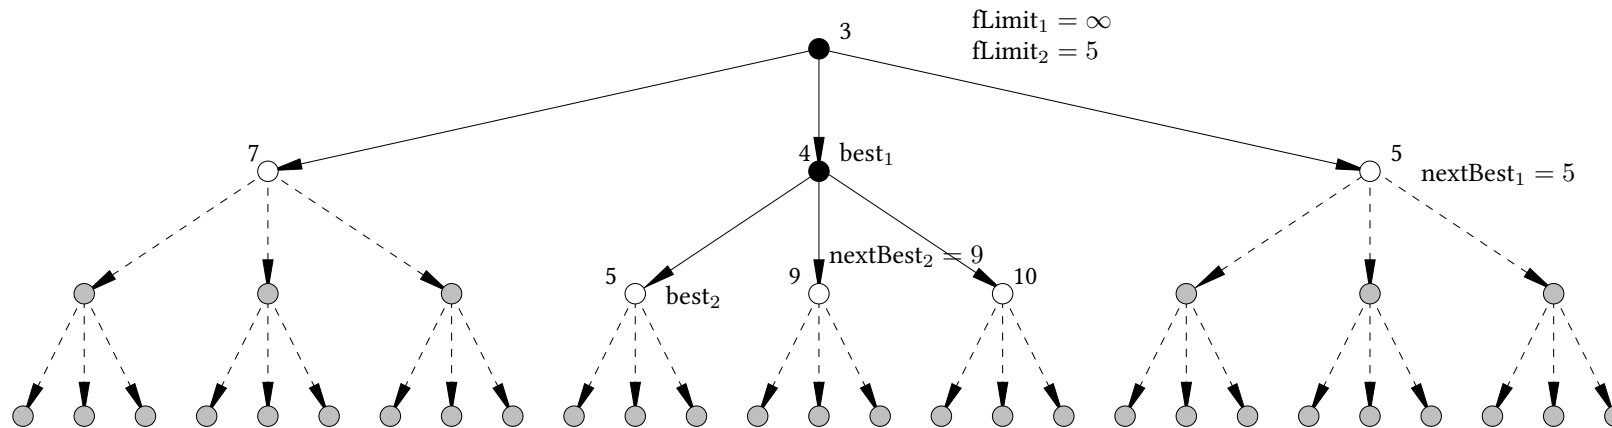 3
fLimit₁ = ∞
fLimit₂ = 5
7
4
best₁
5
nextBest₁ = 5
nextBest₂ = 9
5
best₂
9
10